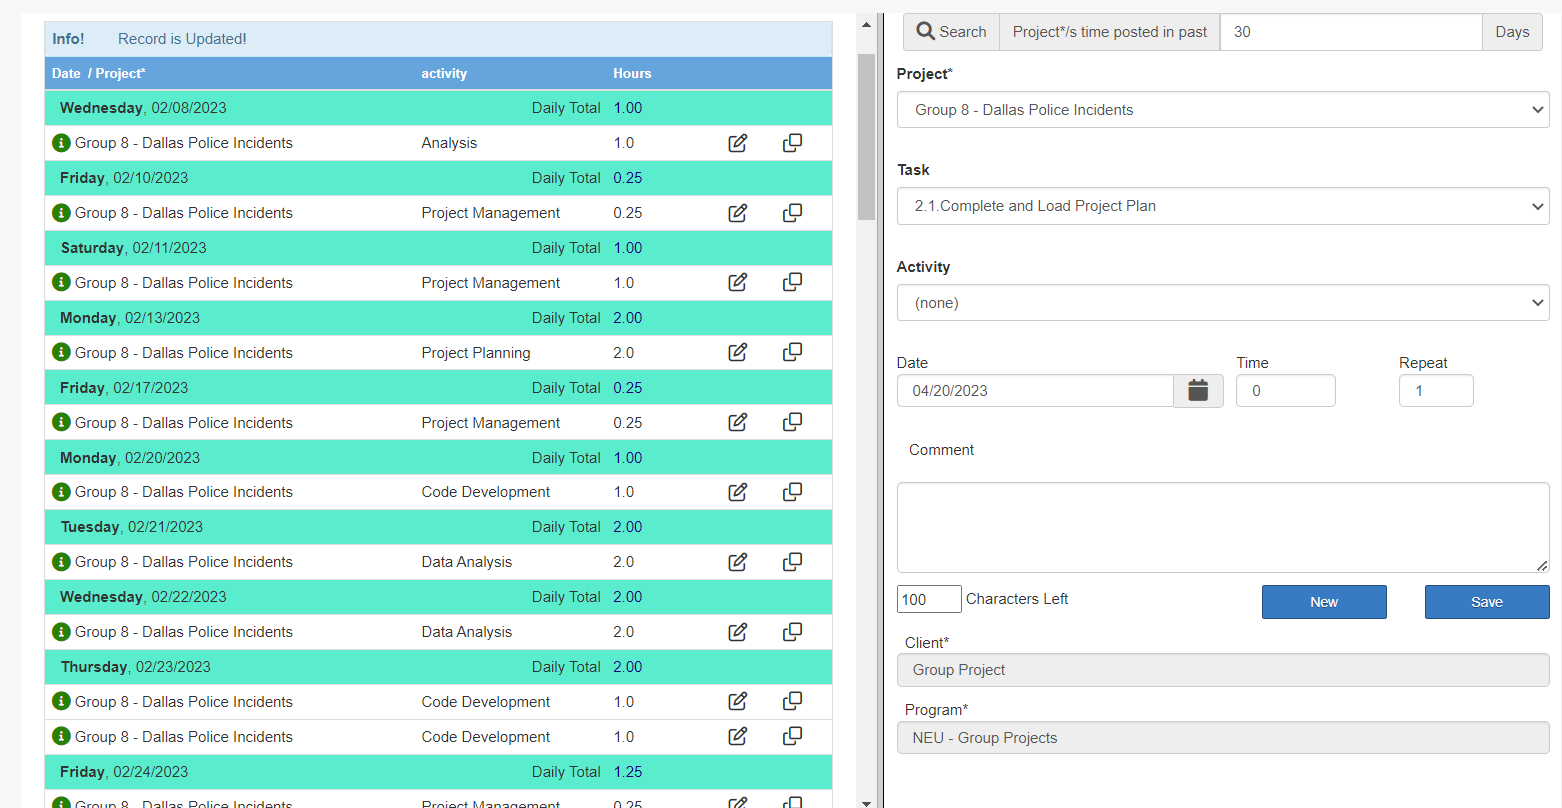 Info! Record is Updated!
Date / Project* activity Hours
Wednesday, 02/08/2023 Daily Total 1.00
Group 8 - Dallas Police Incidents Analysis 1.0
Friday, 02/10/2023 Daily Total 0.25
Group 8 - Dallas Police Incidents Project Management 0.25
Saturday, 02/11/2023 Daily Total 1.00
Group 8 - Dallas Police Incidents Project Management 1.0
Monday, 02/13/2023 Daily Total 2.00
Group 8 - Dallas Police Incidents Project Planning 2.0
Friday, 02/17/2023 Daily Total 0.25
Group 8 - Dallas Police Incidents Project Management 0.25
Monday, 02/20/2023 Daily Total 1.00
Group 8 - Dallas Police Incidents Code Development 1.0
Tuesday, 02/21/2023 Daily Total 2.00
Group 8 - Dallas Police Incidents Data Analysis 2.0
Wednesday, 02/22/2023 Daily Total 2.00
Group 8 - Dallas Police Incidents Data Analysis 2.0
Thursday, 02/23/2023 Daily Total 2.00
Group 8 - Dallas Police Incidents Code Development 1.0
Group 8 - Dallas Police Incidents Code Development 1.0
Friday, 02/24/2023 Daily Total 1.25
Group 8 - Dallas Police Incidents Project Management 0.25
Search Project*/s time posted in past 30 Days
Project*
Group 8 - Dallas Police Incidents
Task
2.1.Complete and Load Project Plan
Activity
(none)
Date Time Repeat
04/20/2023 0 1
Comment
100 Characters Left New Save
Client*
Group Project
Program*
NEU - Group Projects